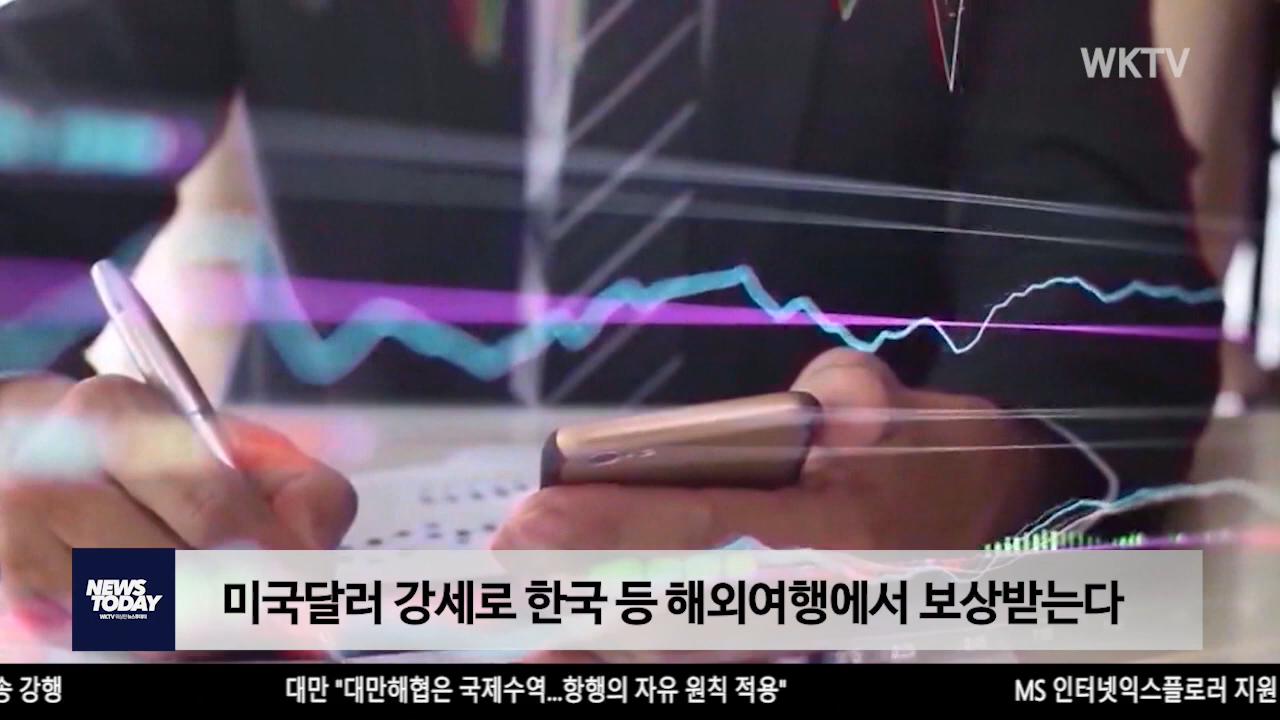 WKTV
NEWS
TODAY
미국달러 강세로 한국 등 해외여행에서 보상받는다
송 강행 대만 "대만해협은 국제수역...항행의 자유 원칙 적용" MS 인터넷익스플로러 지원